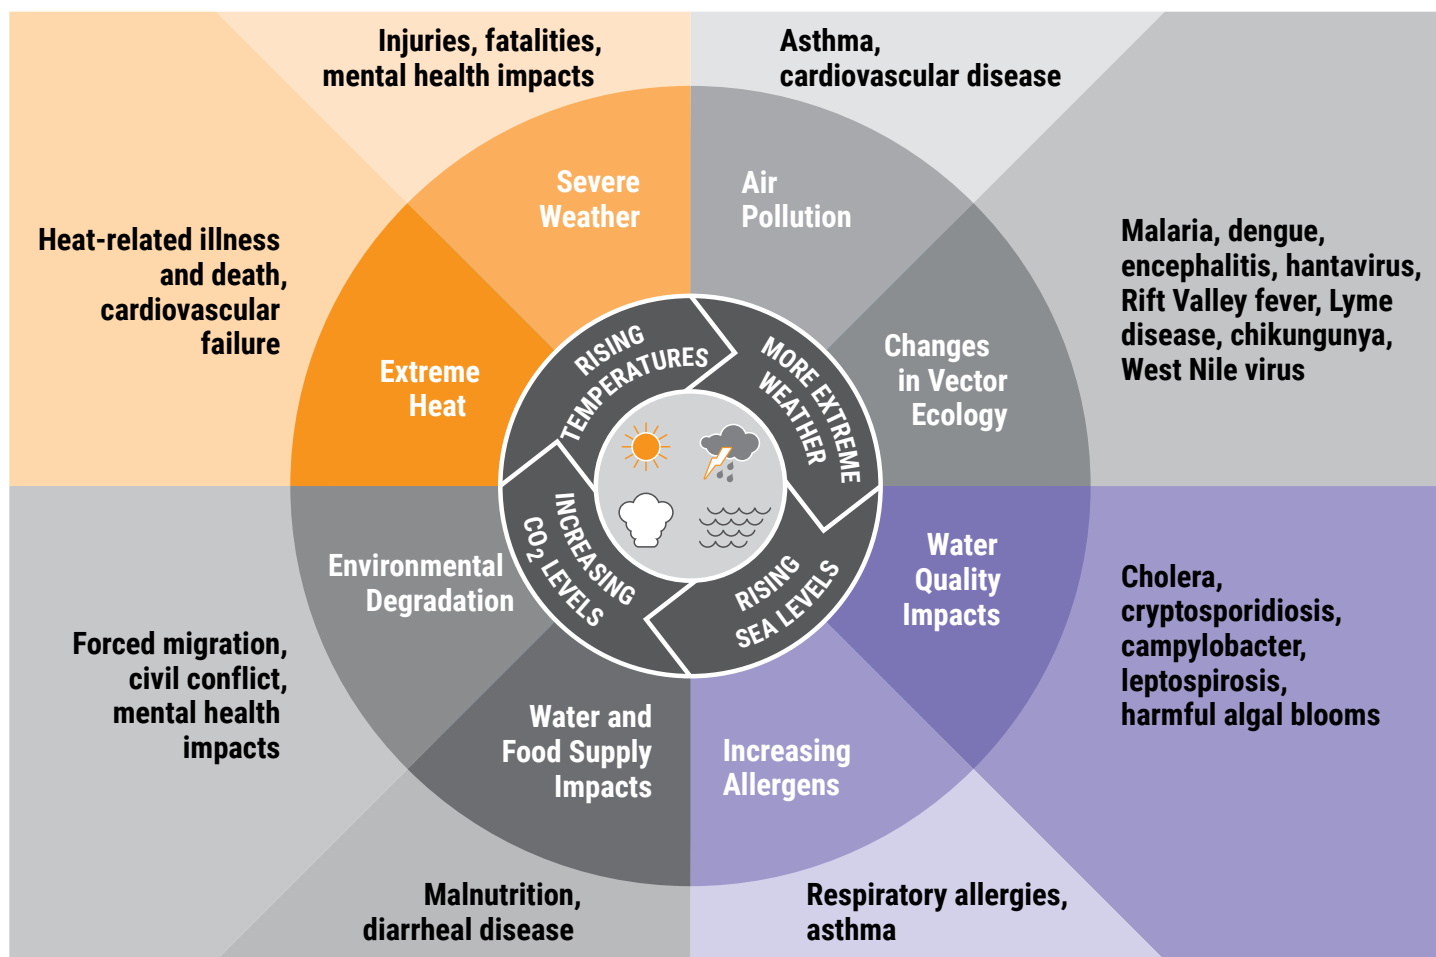 Injuries, fatalities,
mental health impacts
Asthma,
cardiovascular disease
Severe
Weather
Air
Pollution
Heat-related illness
and death,
cardiovascular
failure
Extreme
Heat
Changes
in Vector
Ecology
Malaria, dengue,
encephalitis, hantavirus,
Rift Valley fever, Lyme
disease, chikungunya,
West Nile virus
RISING
TEMPERATURES
MORE EXTREME
WEATHER
INCREASING
CO2 LEVELS
RISING
SEA LEVELS
Environmental
Degradation
Water
Quality
Impacts
Forced migration,
civil conflict,
mental health
impacts
Cholera,
cryptosporidiosis,
campylobacter,
leptospirosis,
harmful algal blooms
Water and
Food Supply
Impacts
Increasing
Allergens
Malnutrition,
diarrheal disease
Respiratory allergies,
asthma